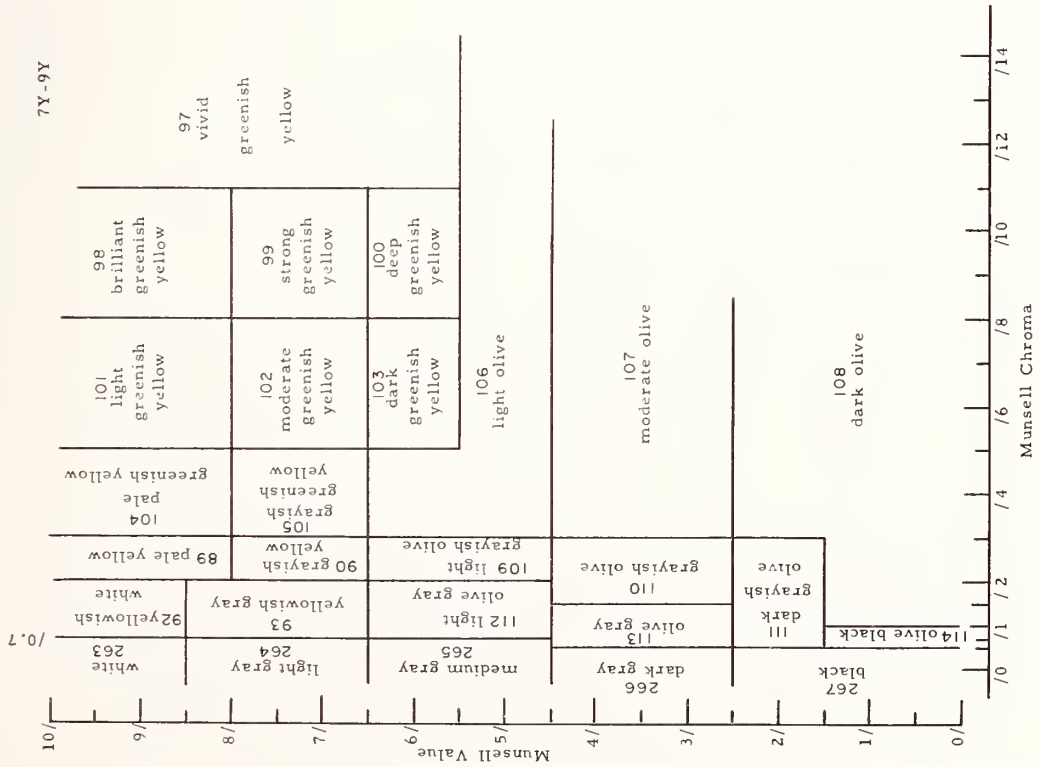 7Y-9Y
97
vivid
greenish
yellow
98
brilliant
greenish
yellow
99
strong
greenish
yellow
100
deep
greenish
yellow
101
light
greenish
yellow
102
moderate
greenish
yellow
103
dark
greenish
yellow
106
light olive
107
moderate olive
108
dark olive
104
pale
greenish yellow
105
grayish
greenish
yellow
89 pale yellow
90 grayish
yellow
109 light
grayish olive
110
grayish olive
111
dark
grayish
olive
92 yellowish
white
93
yellowish gray
112 light
olive gray
113
olive gray
114 olive black
263
white
264
light gray
265
medium gray
266
dark gray
267
black
/0.7
10/
9/
8/
7/
6/
5/
4/
3/
2/
1/
0/
Munsell Value
/0
/1
/2
/4
/6
/8
/10
/12
/14
Munsell Chroma